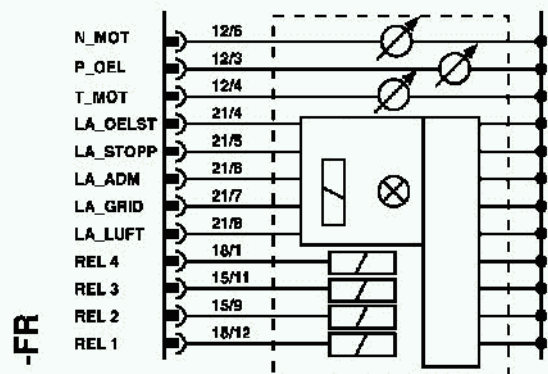 N_MOT 12/6
P_OEL 12/3
T_MOT 12/4
LA_OELST 21/4
LA_STOPP 21/5
LA_ADM 21/6
LA_GRID 21/7
LA_LUFT 21/8
REL 4 18/1
REL 3 15/11
REL 2 15/9
REL 1 18/12
-FR